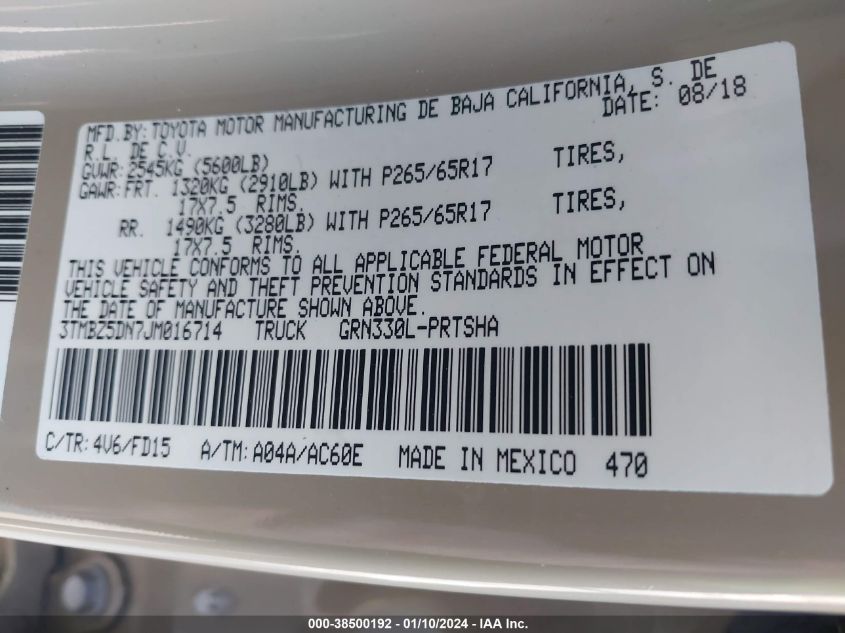 MFD.BY: TOYOTA MOTOR MANUFACTURING DE BAJA CALIFORNIA, S. DE
R.L. DE C.V. DATE: 08/18
GVWR: 2545KG (5600LB)
GAWR: FRT. 1320KG (2910LB) WITH P265/65R17 TIRES,
17X7.5 RIMS.
RR. 1490KG (3280LB) WITH P265/65R17 TIRES,
17X7.5 RIMS.
THIS VEHICLE CONFORMS TO ALL APPLICABLE FEDERAL MOTOR
VEHICLE SAFETY AND THEFT PREVENTION STANDARDS IN EFFECT ON
THE DATE OF MANUFACTURE SHOWN ABOVE.
3TMBZ5DN7JM016714 TRUCK GRN330L-PRTSHA
C/TR: 4V6/FD15 A/TM: A04A/AC60E MADE IN MEXICO 470
000-38500192 - 01/10/2024 - IAA Inc.